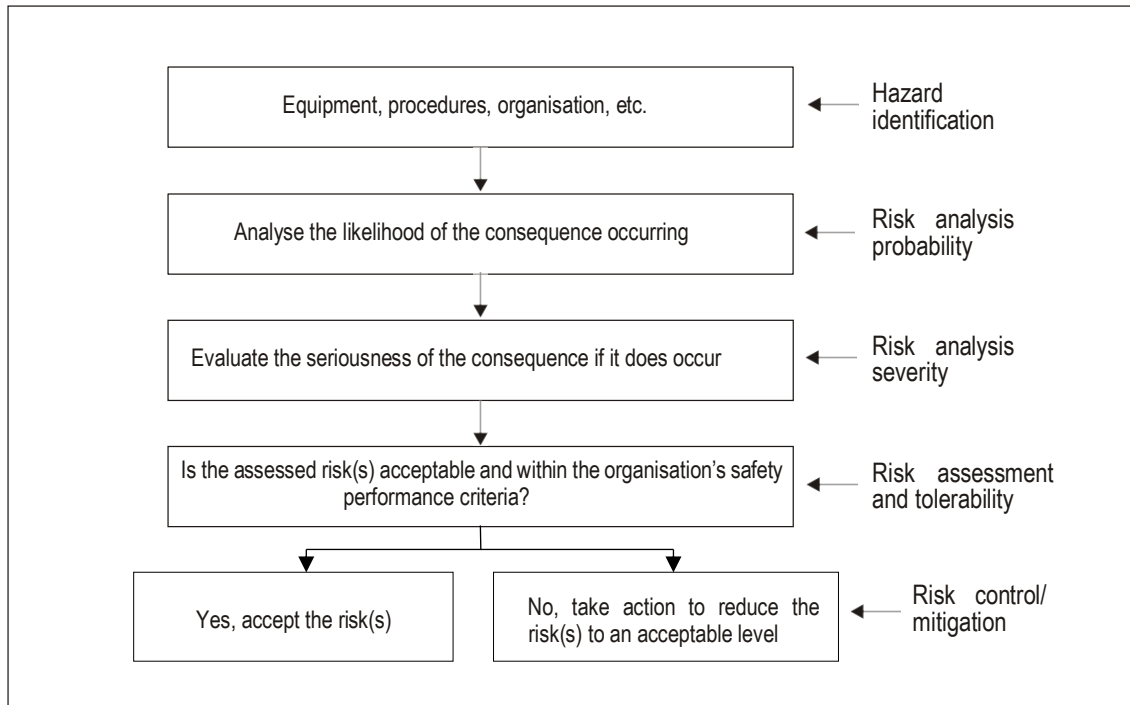 Equipment, procedures, organisation, etc.
Hazard
identification
Analyse the likelihood of the consequence occurring
Risk analysis
probability
Evaluate the seriousness of the consequence if it does occur
Risk analysis
severity
Is the assessed risk(s) acceptable and within the organisation’s safety
performance criteria?
Risk assessment
and tolerability
Yes, accept the risk(s)
No, take action to reduce the
risk(s) to an acceptable level
Risk control/
mitigation